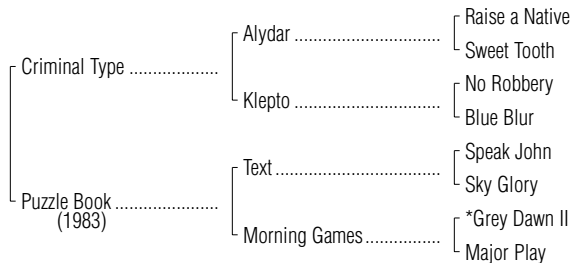 Raise a Native
Alydar
Sweet Tooth
Criminal Type
No Robbery
Klepto
Blue Blur
Speak John
Text
Sky Glory
Puzzle Book
(1983)
*Grey Dawn II
Morning Games
Major Play